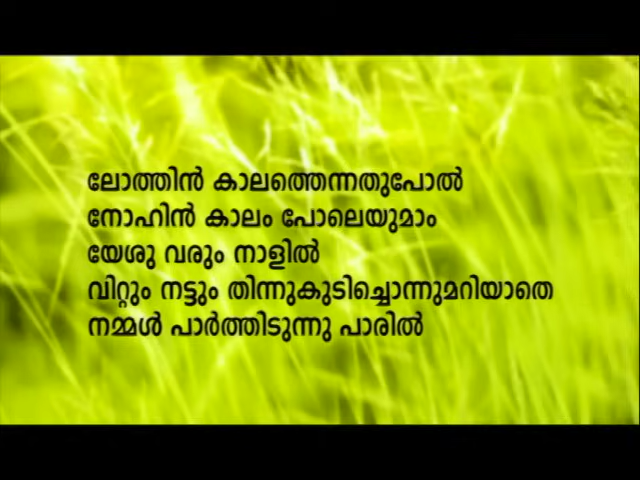 ലോത്തിൻ കാലത്തെന്നതുപോൽ
നോഹിൻ കാലം പോലെയുമാം
യേശു വരും നാളിൽ
വിറ്റും നട്ടും തിന്നുകുടിച്ചൊന്നുമറിയാതെ
നമ്മൾ പാർത്തിടുന്നു പാരിൽ